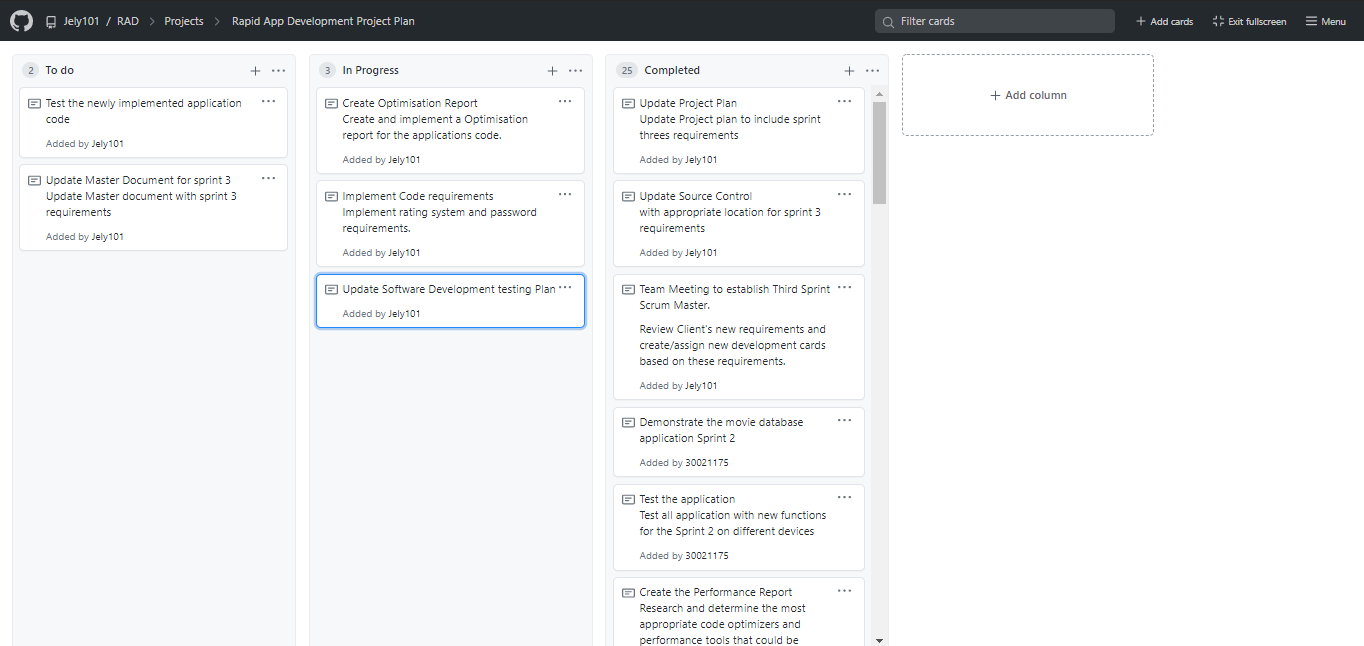 Jely101 / RAD > Projects > Rapid App Development Project Plan
Filter cards
Add cards
Exit fullscreen
Menu
2 To do
Test the newly implemented application
code
Added by Jely101
Update Master Document for sprint 3
Update Master document with sprint 3
requirements
Added by Jely101
3 In Progress
Create Optimisation Report
Create and implement a Optimisation
report for the applications code.
Added by Jely101
Implement Code requirements
Implement rating system and password
requirements.
Added by Jely101
Update Software Development testing Plan
Added by Jely101
25 Completed
Update Project Plan
Update Project plan to include sprint
threes requirements
Added by Jely101
Update Source Control
with appropriate location for sprint 3
requirements
Added by Jely101
Team Meeting to establish Third Sprint
Scrum Master.
Review Client's new requirements and
create/assign new development cards
based on these requirements.
Added by Jely101
Demonstrate the movie database
application Sprint 2
Added by 30021175
Test the application
Test all application with new functions
for the Sprint 2 on different devices
Added by 30021175
Create the Performance Report
Research and determine the most
appropriate code optimizers and
performance tools that could be
Add column